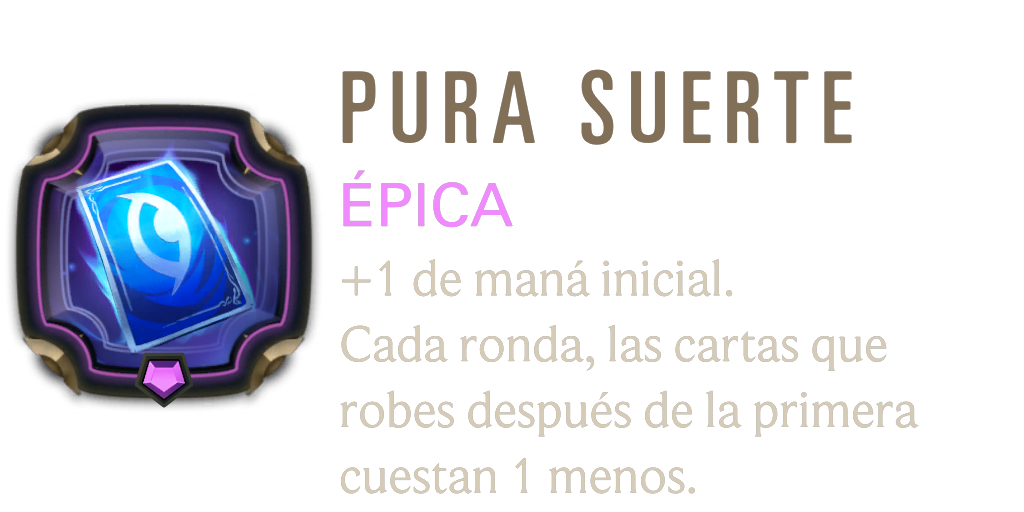 PURA SUERTE
ÉPICA
+1 de maná inicial.
Cada ronda, las cartas que
robes después de la primera
cuestan 1 menos.